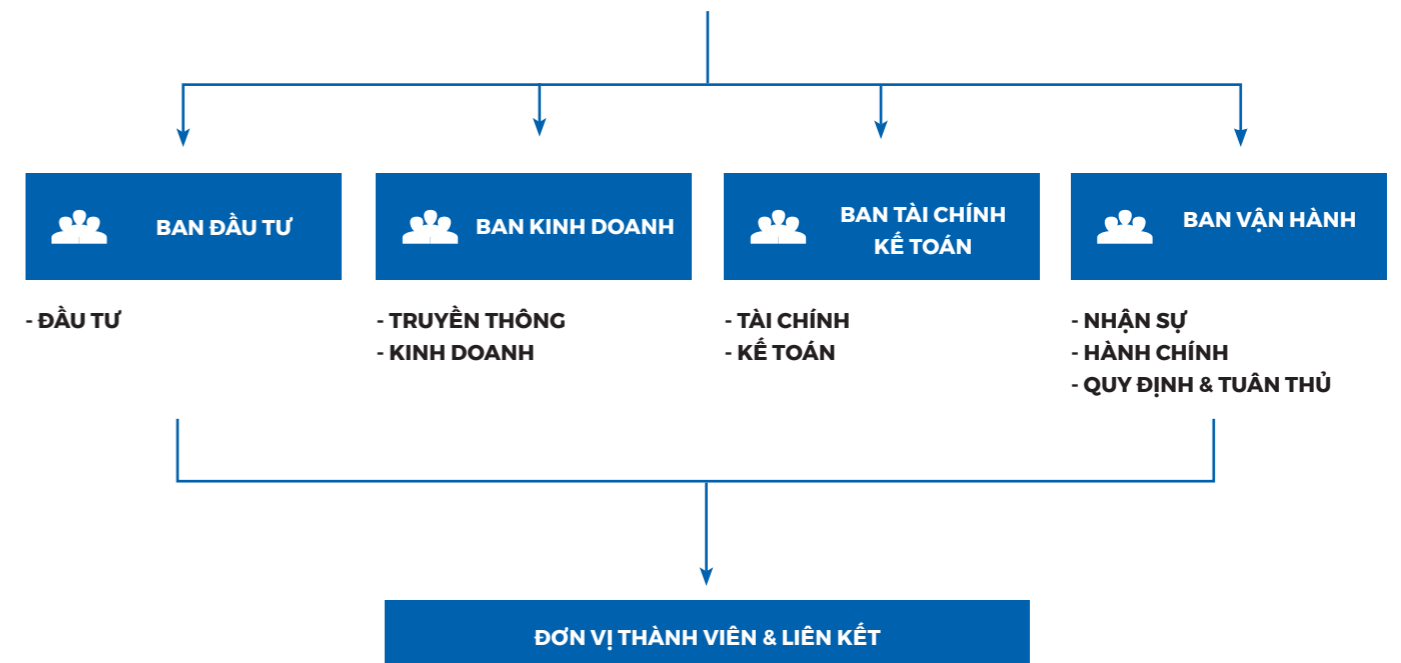 BAN ĐẦU TƯ
- ĐẦU TƯ
BAN KINH DOANH
- TRUYỀN THÔNG
- KINH DOANH
BAN TÀI CHÍNH
KẾ TOÁN
- TÀI CHÍNH
- KẾ TOÁN
BAN VẬN HÀNH
- NHẬN SỰ
- HÀNH CHÍNH
- QUY ĐỊNH & TUÂN THỦ
ĐƠN VỊ THÀNH VIÊN & LIÊN KẾT